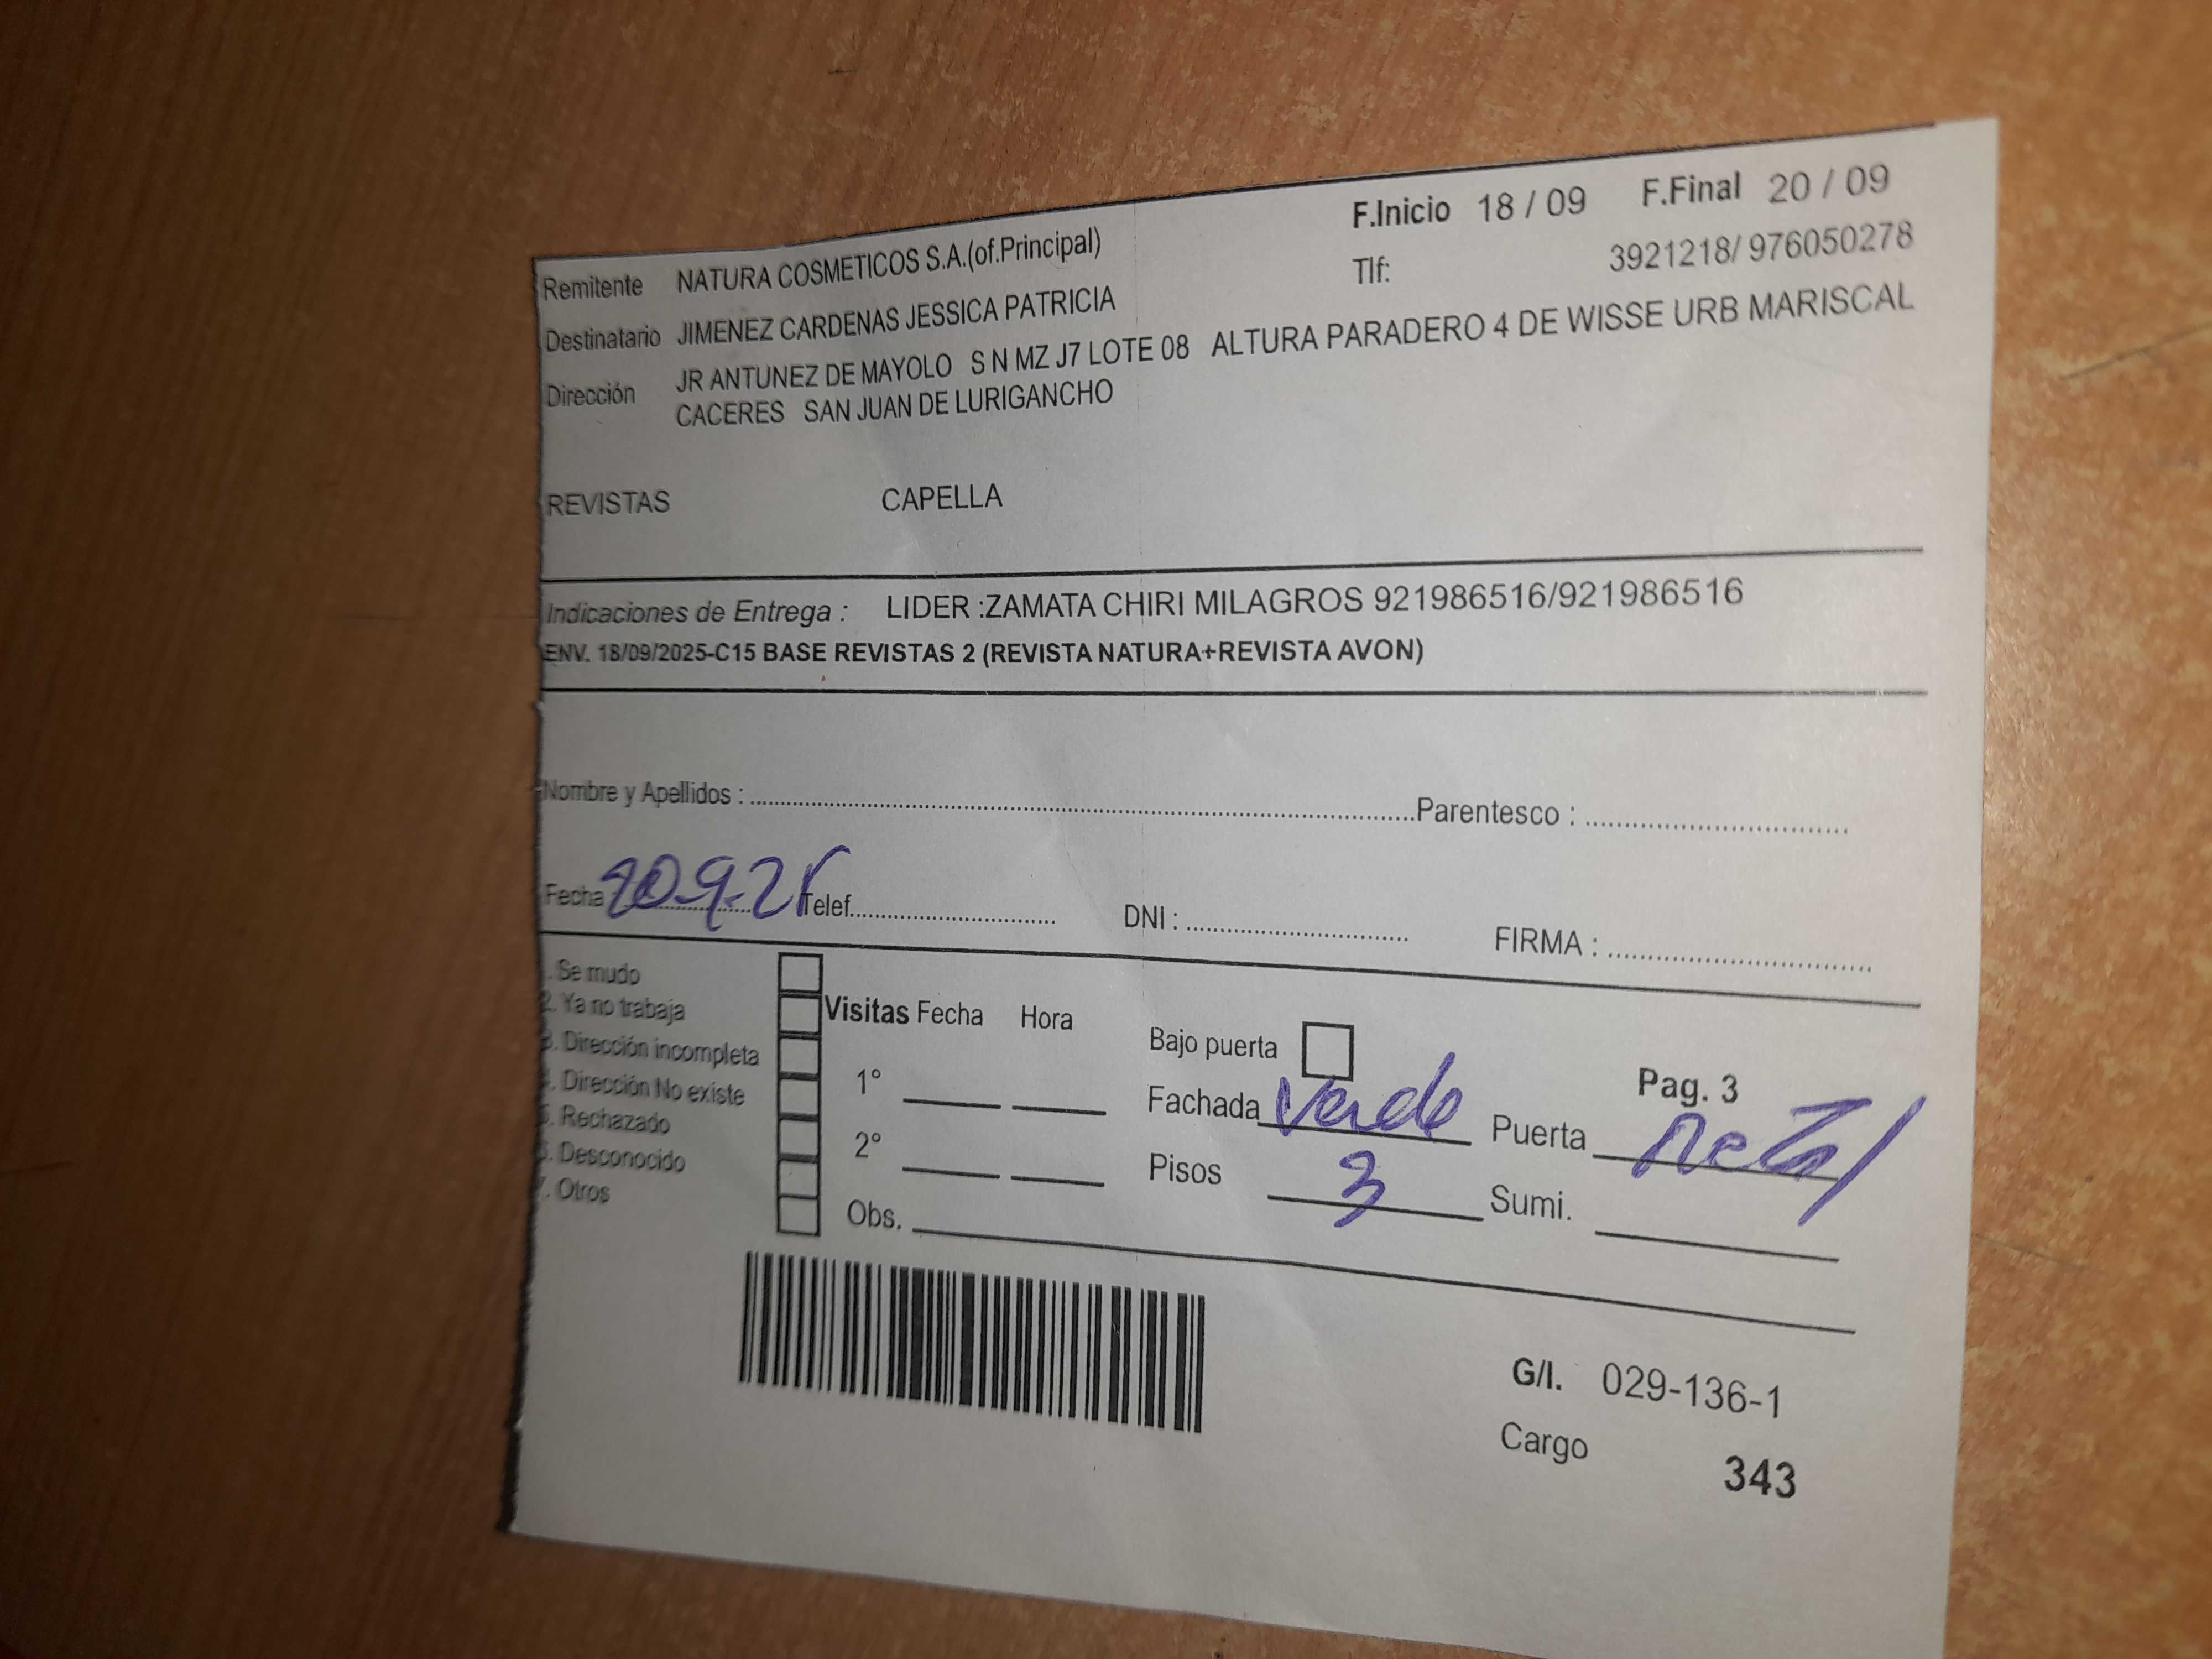 F.Inicio 18 / 09 F.Final 20 / 09
Remitente NATURA COSMETICOS S.A.(of.Principal) Tlf: 3921218/ 976050278
Destinatario JIMENEZ CARDENAS JESSICA PATRICIA
Dirección JR ANTUNEZ DE MAYOLO S N MZ J7 LOTE 08 ALTURA PARADERO 4 DE WISSE URB MARISCAL
CACERES SAN JUAN DE LURIGANCHO
REVISTAS CAPELLA
Indicaciones de Entrega : LIDER :ZAMATA CHIRI MILAGROS 921986516/921986516
ENV. 18/09/2025-C15 BASE REVISTAS 2 (REVISTA NATURA+REVISTA AVON)
Nombre y Apellidos : Parentesco :
Fecha 20-9-25 Telef. DNI : FIRMA :
1. Se mudo
2. Ya no trabaja
3. Dirección incompleta
4. Dirección No existe
5. Rechazado
6. Desconocido
7. Otros
Visitas Fecha Hora
1°
2°
Obs.
Bajo puerta
Pag. 3
Fachada verde Puerta metal
Pisos 3 Sumi.
G/I. 029-136-1
Cargo 343